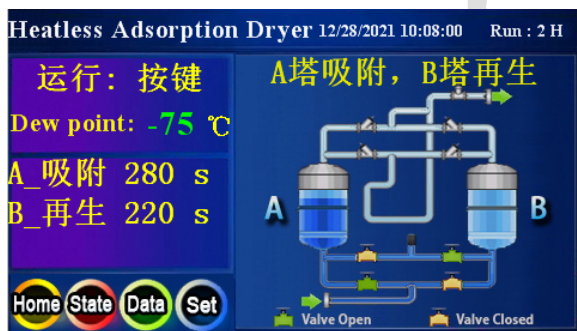 Heatless Adsorption Dryer 12/28/2021 10:08:00 Run : 2 H
运行: 按键
Dew point: -75 ℃
A_吸附 280 s
B_再生 220 s
A塔吸附，B塔再生
A
B
Home State Data Set
Valve Open
Valve Closed